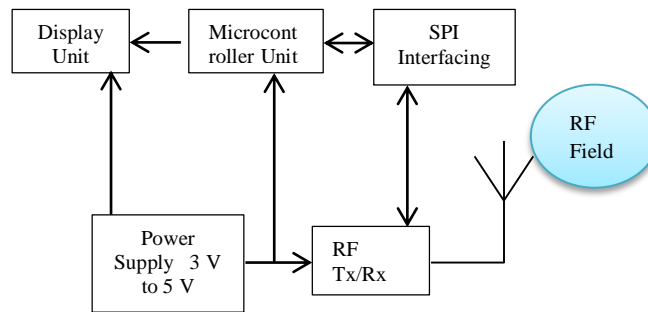 Display
Unit
Microcont
roller Unit
SPI
Interfacing
RF
Field
Power
Supply 3 V
to 5 V
RF
Tx/Rx